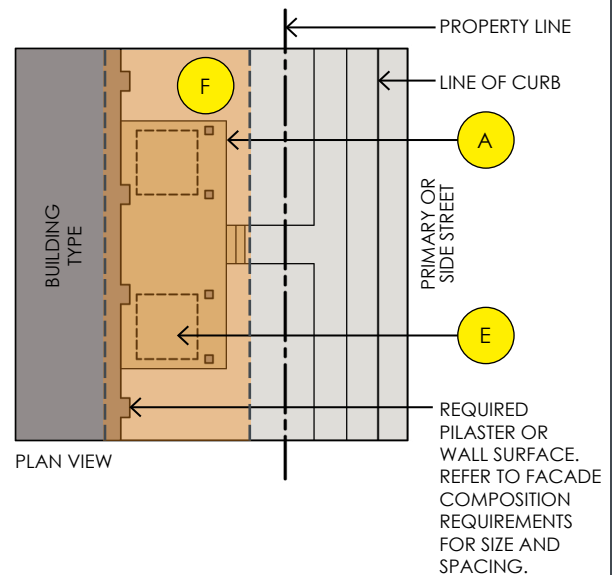 PROPERTY LINE
LINE OF CURB
F
A
BUILDING
TYPE
PRIMARY OR
SIDE STREET
E
REQUIRED
PILASTER OR
WALL SURFACE.
REFER TO FACADE
COMPOSITION
REQUIREMENTS
FOR SIZE AND
SPACING.
PLAN VIEW